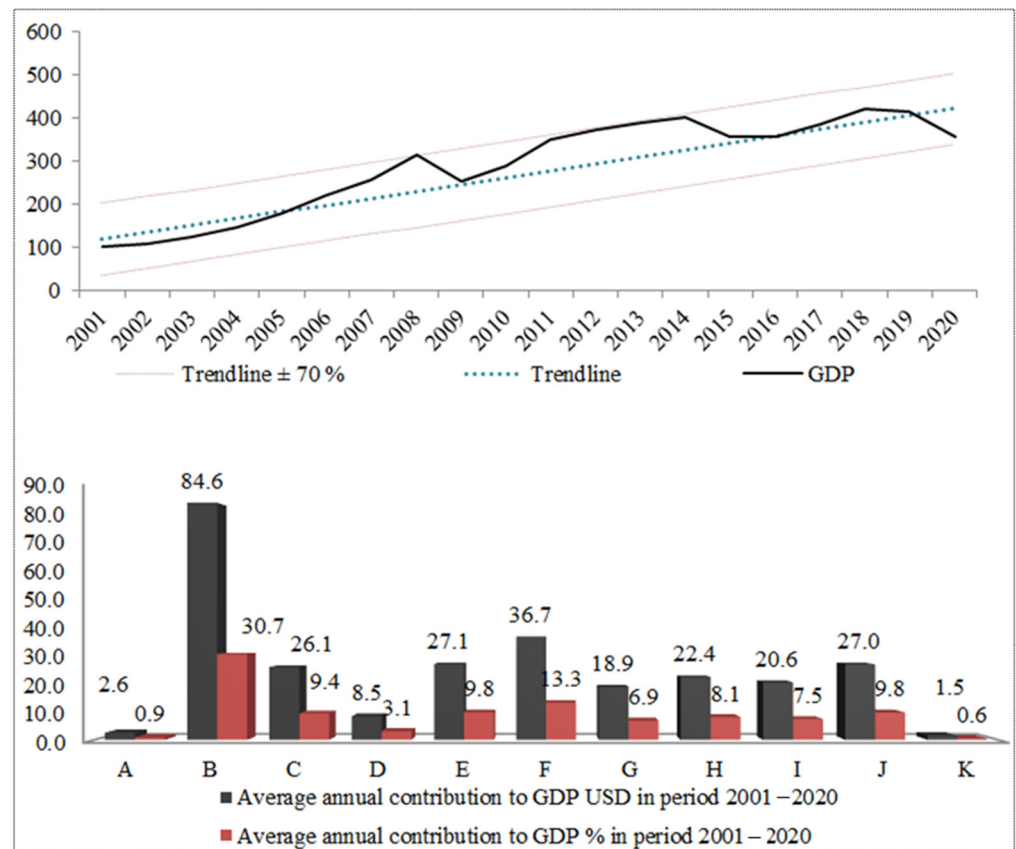 600
500
400
300
200
100
0
2001 2002 2003 2004 2005 2006 2007 2008 2009 2010 2011 2012 2013 2014 2015 2016 2017 2018 2019 2020
Trendline ± 70 % Trendline GDP
90.0
80.0
70.0
60.0
50.0
40.0
30.0
20.0
10.0
0.0
2.6 0.9 84.6 30.7 26.1 9.4 8.5 3.1 27.1 9.8 36.7 13.3 18.9 6.9 22.4 8.1 20.6 7.5 27.0 9.8 1.5 0.6
A B C D E F G H I J K
Average annual contribution to GDP USD in period 2001 –2020
Average annual contribution to GDP % in period 2001 – 2020